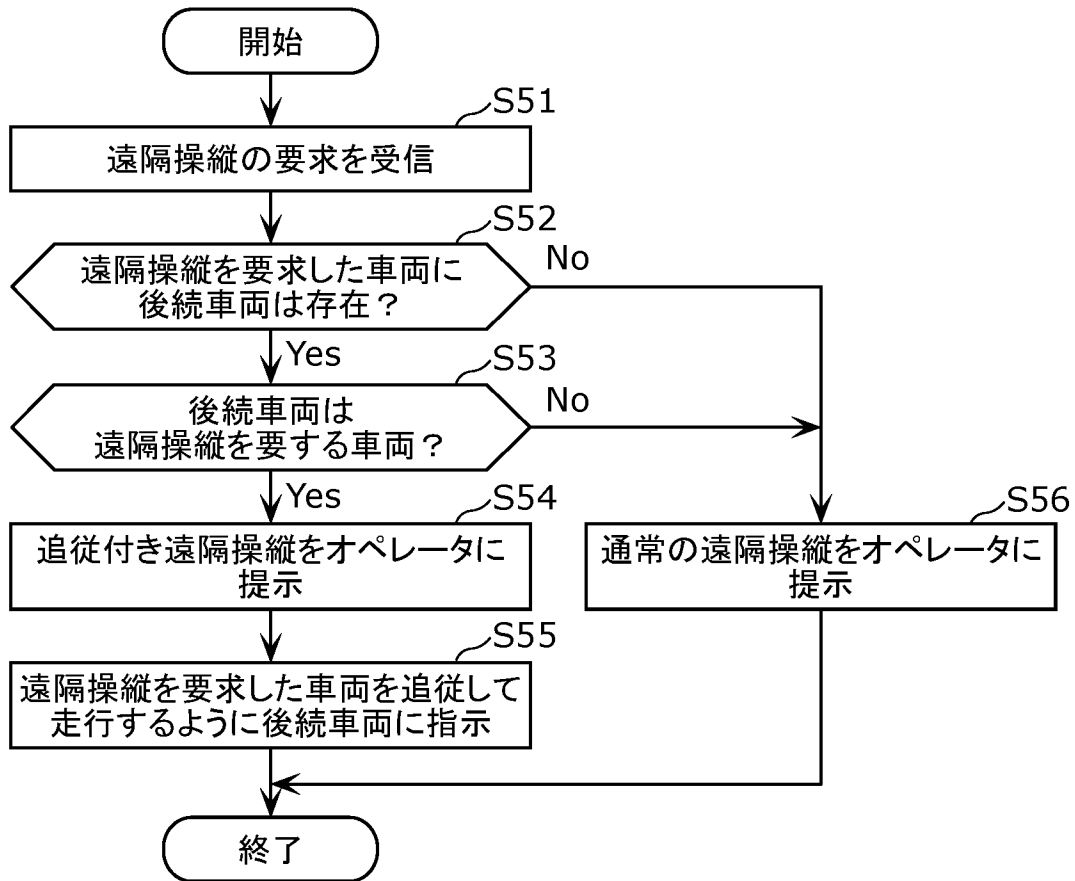 開始
S51
遠隔操縦の要求を受信
S52
遠隔操縦を要求した車両に
後続車両は存在？
No
Yes
S53
後続車両は
遠隔操縦を要する車両？
No
Yes
S54
追従付き遠隔操縦をオペレータに
提示
S56
通常の遠隔操縦をオペレータに
提示
S55
遠隔操縦を要求した車両を追従して
走行するように後続車両に指示
終了